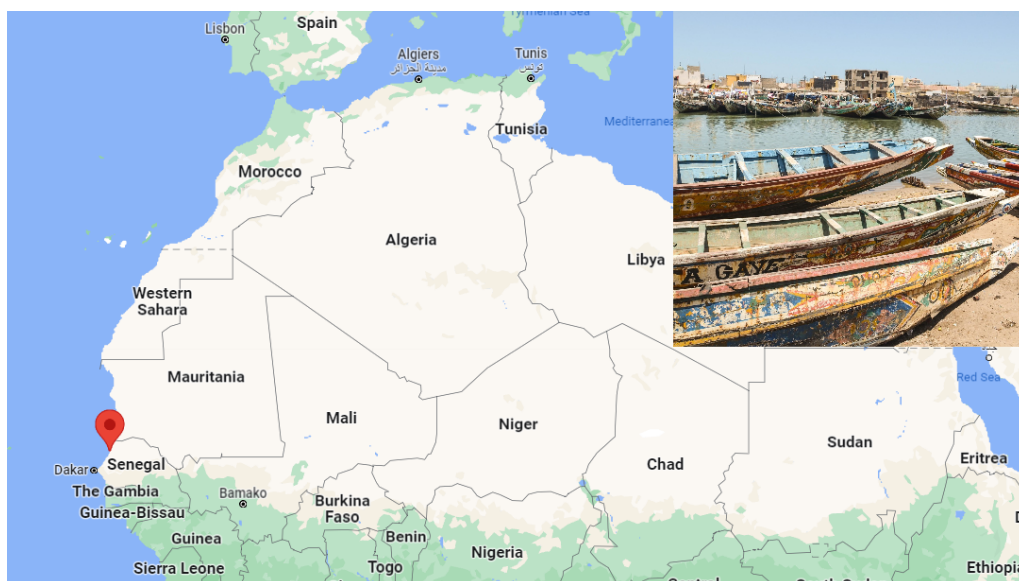 Tyrrhenian Sea
Spain
Lisbon
Algiers
مدينة الجزائر
Tunis
تونس
Mediterranea
Tunisia
Morocco
Algeria
Libya
A GAYE
Western
Sahara
Mauritania
Mali
Niger
Chad
Sudan
Red Sea
Eritrea
Dakar
Senegal
The Gambia
Bamako
Guinea-Bissau
Burkina
Faso
Guinea
Benin
Nigeria
Togo
Sierra Leone
Ethiopia